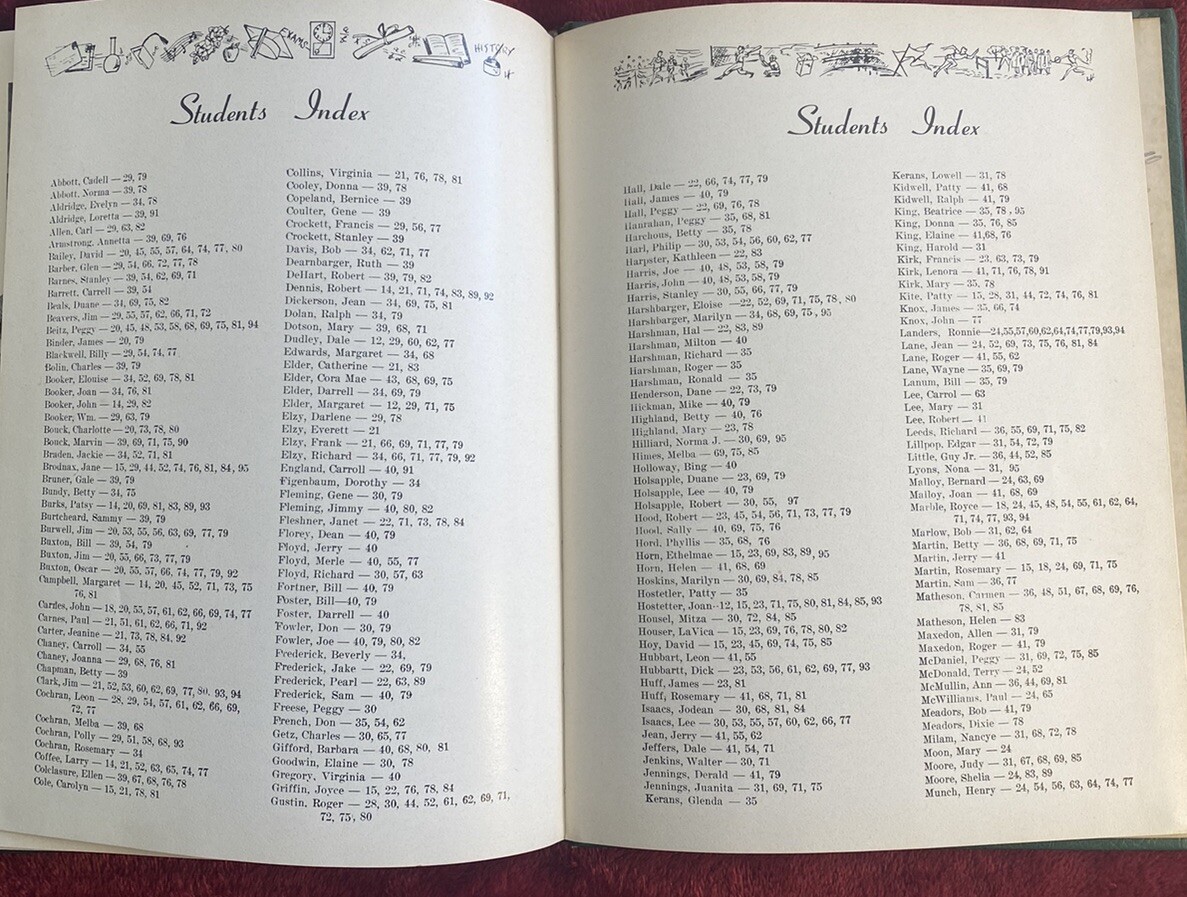 EXAMS
HISTORY
Students Index
Abbott, Cadell — 29, 79
Abbott, Norma — 39, 78
Aldridge, Evelyn — 34, 78
Aldridge, Loretta — 39, 91
Allen, Carl — 29, 63, 82
Armstrong, Annetta — 39, 69, 76
Bailey, David — 20, 45, 55, 57, 64, 74, 77, 80
Barber, Glen — 29, 54, 66, 72, 77, 78
Barnes, Stanley — 39, 54, 62, 69, 71
Barrett, Carrell — 39, 54
Beals, Duane — 34, 69, 75, 82
Beavers, Jim — 29, 55, 57, 62, 66, 71, 72
Beitz, Peggy — 20, 45, 48, 53, 58, 68, 69, 75, 81, 94
Binder, James — 20, 79
Blackwell, Billy — 29, 54, 74, 77
Bolin, Charles — 39, 79
Booker, Elouise — 34, 52, 69, 78, 81
Booker, Joan — 34, 76, 81
Booker, John — 14, 29, 82
Booker, Wm. — 29, 63, 79
Bouck, Charlotte — 20, 73, 78, 80
Bouck, Marvin — 39, 69, 71, 75, 90
Braden, Jackie — 34, 52, 71, 81
Brodnax, Jane — 15, 29, 44, 52, 74, 76, 81, 84, 95
Bruner, Gale — 39, 79
Bundy, Betty — 34, 75
Burks, Patsy — 14, 20, 69, 81, 83, 89, 93
Burtcheard, Sammy — 39, 79
Burwell, Jim — 20, 53, 55, 56, 63, 69, 77, 79
Buxton, Bill — 39, 54, 79
Buxton, Jim — 20, 55, 66, 73, 77, 79
Buxton, Oscar — 20, 55, 57, 66, 74, 77, 79, 92
Campbell, Margaret — 14, 20, 45, 52, 71, 73, 75
76, 81
Cardes, John — 18, 20, 55, 57, 61, 62, 66, 69, 74, 77
Carnes, Paul — 21, 51, 61, 62, 66, 71, 92
Carter, Jeanine — 21, 73, 78, 84, 92
Chaney, Carroll — 34, 55
Chaney, Joanna — 29, 68, 76, 81
Chapman, Betty — 39
Clark, Jim — 21, 52, 53, 60, 62, 69, 77, 80, 93, 94
Cochran, Leon — 28, 29, 54, 57, 61, 62, 66, 69,
72, 77
Cochran, Melba — 39, 68
Cochran, Polly — 29, 51, 58, 68, 93
Cochran, Rosemary — 34
Coffee, Larry — 14, 21, 52, 63, 65, 74, 77
Colclasure, Ellen — 39, 67, 68, 76, 78
Cole, Carolyn — 15, 21, 78, 81
Collins, Virginia — 21, 76, 78, 81
Cooley, Donna — 39, 78
Copeland, Bernice — 39
Coulter, Gene — 39
Crockett, Francis — 29, 56, 77
Crockett, Stanley — 39
Davis, Bob — 34, 62, 71, 77
Dearnbarger, Ruth — 39
DeHart, Robert — 39, 79, 82
Dennis, Robert — 14, 21, 71, 74, 83, 89, 92
Dickerson, Jean — 34, 69, 75, 81
Dolan, Ralph — 34, 79
Dotson, Mary — 39, 68, 71
Dudley, Dale — 12, 29, 60, 62, 77
Edwards, Margaret — 34, 68
Elder, Catherine — 21, 83
Elder, Cora Mae — 43, 68, 69, 75
Elder, Darrell — 34, 69, 79
Elder, Margaret — 12, 29, 71, 75
Elzy, Darlene — 29, 78
Elzy, Everett — 21
Elzy, Frank — 21, 66, 69, 71, 77, 79
Elzy, Richard — 34, 66, 71, 77, 79, 92
England, Carroll — 40, 91
Figenbaum, Dorothy — 34
Fleming, Gene — 30, 79
Fleming, Jimmy — 40, 80, 82
Fleshner, Janet — 22, 71, 73, 78, 84
Florey, Dean — 40, 79
Floyd, Jerry — 40
Floyd, Merle — 40, 55, 77
Floyd, Richard — 30, 57, 63
Fortner, Bill — 40, 79
Foster, Bill—40, 79
Foster, Darrell — 40
Fowler, Don — 30, 79
Fowler, Joe — 40, 79, 80, 82
Frederick, Beverly — 34,
Frederick, Jake — 22, 69, 79
Frederick, Pearl — 22, 63, 89
Frederick, Sam — 40, 79
Freese, Peggy — 30
French, Don — 35, 54, 62
Getz, Charles — 30, 65, 77
Gifford, Barbara — 40, 68, 80, 81
Goodwin, Elaine — 30, 78
Gregory, Virginia — 40
Griffin, Joyce — 15, 22, 76, 78, 84
Gustin, Roger — 28, 30, 44, 52, 61, 62, 69, 71,
72, 75, 80
Students Index
Hall, Dale — 22, 66, 74, 77, 79
Hall, James — 40, 79
Hall, Peggy — 22, 69, 76, 78
Hanrahan, Peggy — 35, 68, 81
Harchous, Betty — 35, 78
Harl, Philip — 30, 53, 54, 56, 60, 62, 77
Harpster, Kathleen — 22, 83
Harris, Joe — 40, 48, 53, 58, 79
Harris, John — 40, 48, 53, 58, 79
Harris, Stanley — 30, 55, 66, 77, 79
Harshbarger, Eloise —22, 52, 69, 71, 75, 78, 80
Harshbarger, Marilyn — 34, 68, 69, 75, 95
Harshman, Hal — 22, 83, 89
Harshman, Milton — 40
Harshman, Richard — 35
Harshman, Roger — 35
Harshman, Ronald — 35
Henderson, Dane — 22, 73, 79
Hickman, Mike — 40, 79
Highland, Betty — 40, 76
Highland, Mary — 23, 78
Hilliard, Norma J. — 30, 69, 95
Himes, Melba — 69, 75, 85
Holloway, Bing — 40
Holsapple, Duane — 23, 69, 79
Holsapple, Lee — 40, 79
Holsapple, Robert — 30, 55, 97
Hood, Robert — 23, 45, 54, 56, 71, 73, 77, 79
Hood, Sally — 40, 69, 75, 76
Hord, Phyllis — 35, 68, 76
Horn, Ethelmae — 15, 23, 69, 83, 89, 95
Horn, Helen — 41, 68, 69
Hoskins, Marilyn — 30, 69, 84, 78, 85
Hostetler, Patty — 35
Hostetter, Joan--12, 15, 23, 71, 75, 80, 81, 84, 85, 93
Housel, Mitza — 30, 72, 84, 85
Houser, LaVica — 15, 23, 69, 76, 78, 80, 82
Hoy, David — 15, 23, 45, 69, 74, 75, 85
Hubbart, Leon — 41, 55
Hubbartt, Dick — 23, 53, 56, 61, 62, 69, 77, 93
Huff, James — 23, 81
Huff, Rosemary — 41, 68, 71, 81
Isaacs, Jodean — 30, 68, 81, 84
Isaacs, Lee — 30, 53, 55, 57, 60, 62, 66, 77
Jean, Jerry — 41, 55, 62
Jeffers, Dale — 41, 54, 71
Jenkins, Walter — 30, 71
Jennings, Derald — 41, 79
Jennings, Juanita — 31, 69, 71, 75
Kerans, Glenda — 35
Kerans, Lowell — 31, 78
Kidwell, Patty — 41, 68
Kidwell, Ralph — 41, 79
King, Beatrice — 35, 78, 95
King, Donna — 35, 76, 85
King, Elaine — 41,68, 76
King, Harold — 31
Kirk, Francis — 23, 63, 73, 79
Kirk, Lenora — 41, 71, 76, 78, 91
Kirk, Mary — 35, 78
Kite, Patty — 15, 28, 31, 44, 72, 74, 76, 81
Knox, James — 35, 66, 74
Knox, John — 77
Landers, Ronnie—24,55,57,60,62,64,74,77,79,93,94
Lane, Jean — 24, 52, 69, 73, 75, 76, 81, 84
Lane, Roger — 41, 55, 62
Lane, Wayne — 35, 69, 79
Lanum, Bill — 35, 79
Lee, Carrol — 63
Lee, Mary — 31
Lee, Robert — 41
Leeds, Richard — 36, 55, 69, 71, 75, 82
Lillpop, Edgar — 31, 54, 72, 79
Little, Guy Jr. — 36, 44, 52, 85
Lyons, Nona — 31, 95
Malloy, Bernard — 24, 63, 69
Malloy, Joan — 41, 68, 69
Marble, Royce — 18, 24, 45, 48, 54, 55, 61, 62, 64,
71, 74, 77, 93, 94
Marlow, Bob — 31, 62, 64
Martin, Betty — 36, 68, 69, 71, 75
Martin, Jerry — 41
Martin, Rosemary — 15, 18, 24, 69, 71, 75
Martin, Sam — 36, 77
Matheson, Carmen — 36, 48, 51, 67, 68, 69, 76,
78, 81, 85
Matheson, Helen — 83
Maxedon, Allen — 31, 79
Maxedon, Roger — 41, 79
McDaniel, Peggy — 31, 69, 72, 75, 85
McDonald, Terry — 24, 52
McMullin, Ann — 36, 44, 69, 81
McWilliams, Paul — 24, 65
Meadors, Bob — 41, 79
Meadors, Dixie — 78
Milam, Nancye — 31, 68, 72, 78
Moon, Mary — 24
Moore, Judy — 31, 67, 68, 69, 85
Moore, Shelia — 24, 83, 89
Munch, Henry — 24, 54, 56, 63, 64, 74, 77